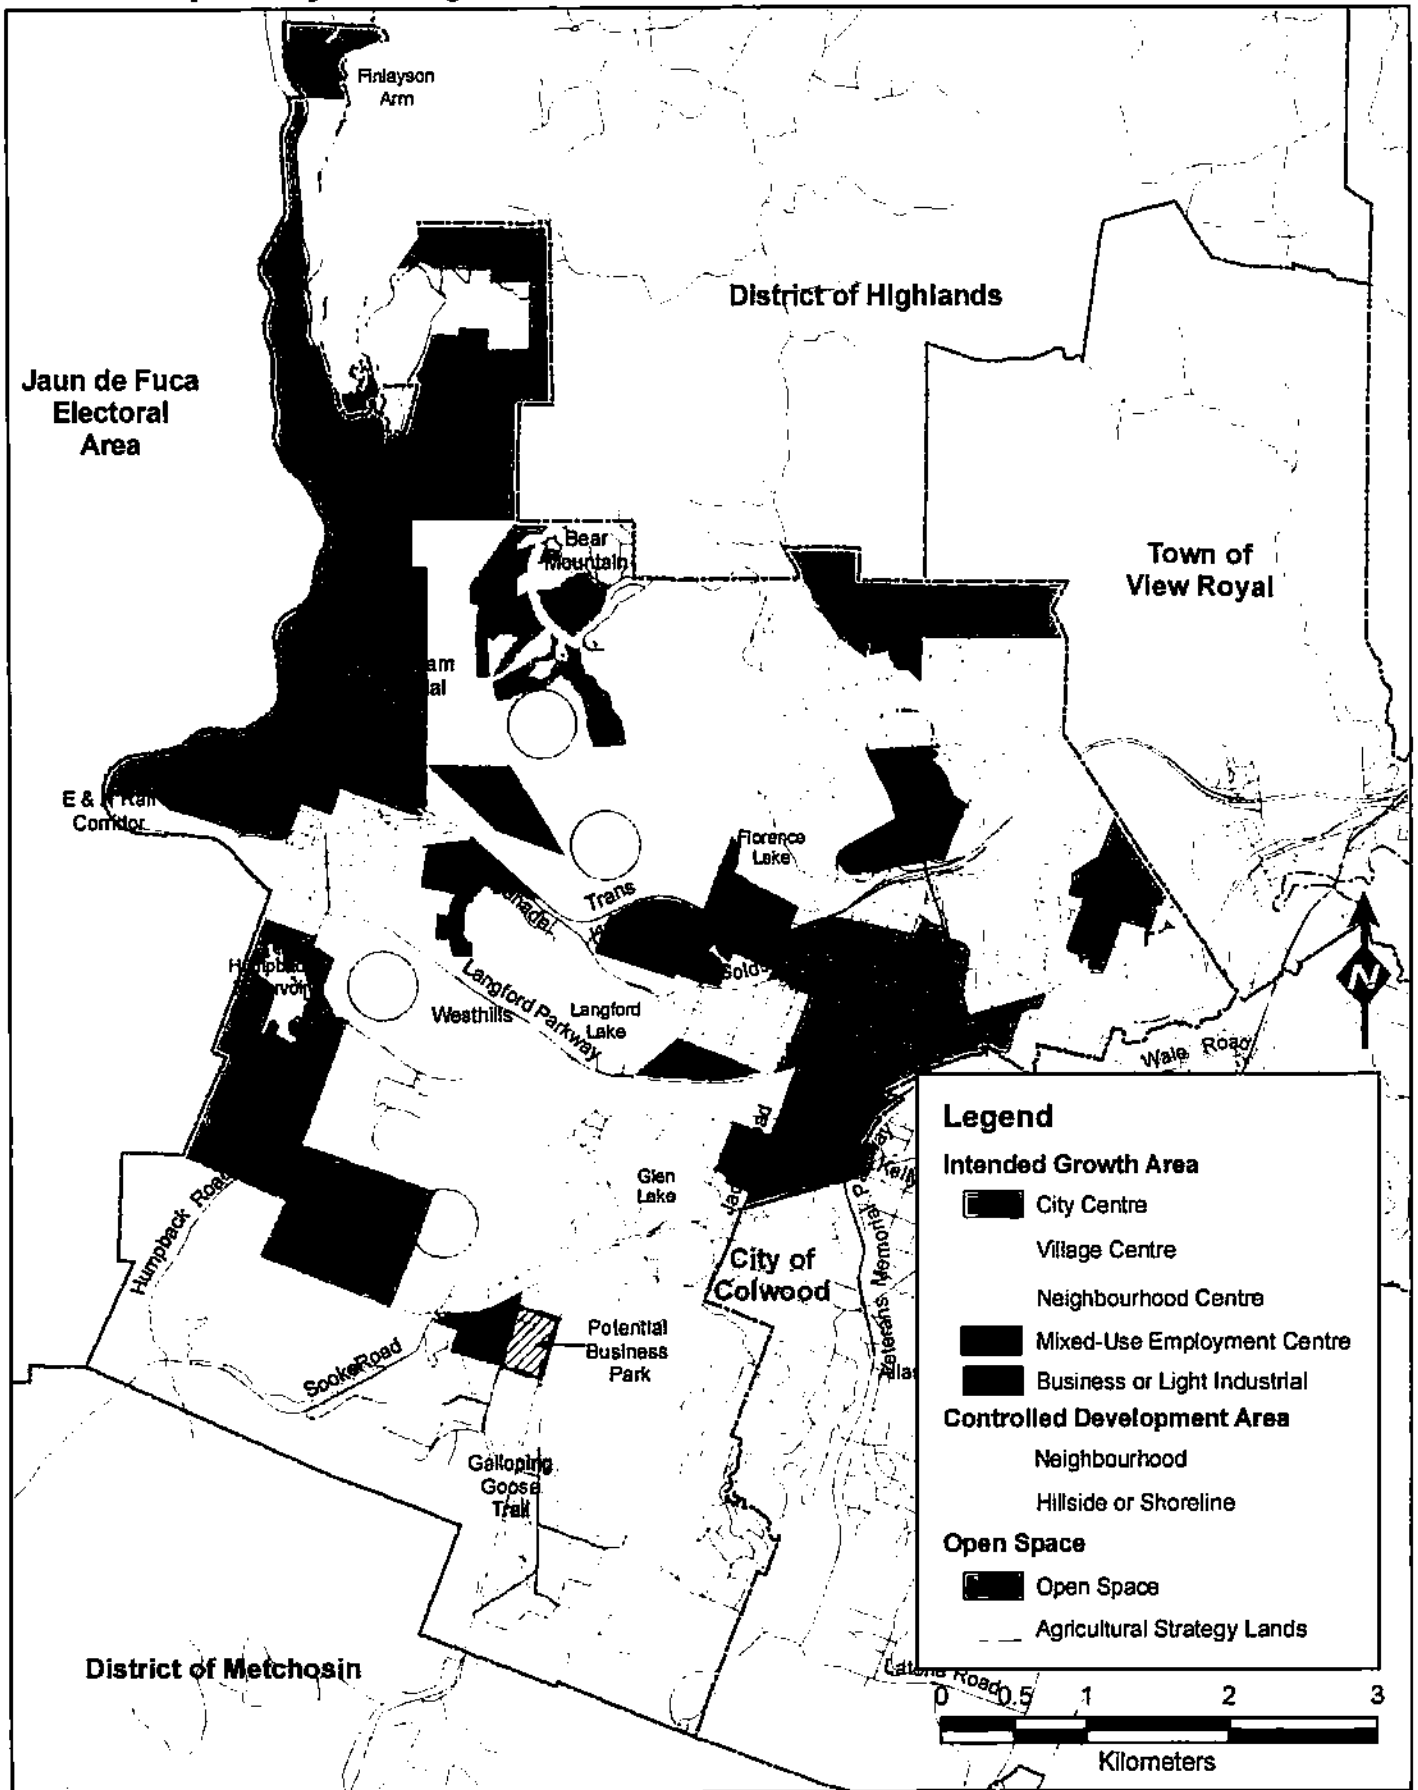 Finlayson
Arm
District of Highlands
Jaun de Fuca
Electoral
Area
Bear
Mountain
Town of
View Royal
E & N Rail
Corridor
Florence
Lake
Trans
Langford Parkway
Westhills
Langford
Lake
Wale Road
Glen
Lake
Humpback Road
City of
Colwood
Veterans Memorial
Potential
Business
Park
Sooke Road
Galloping
Goose
Trail
District of Metchosin
Legend
Intended Growth Area
City Centre
Village Centre
Neighbourhood Centre
Mixed-Use Employment Centre
Business or Light Industrial
Controlled Development Area
Neighbourhood
Hillside or Shoreline
Open Space
Open Space
Agricultural Strategy Lands
N
Road
0 0.5 1 2 3
Kilometers